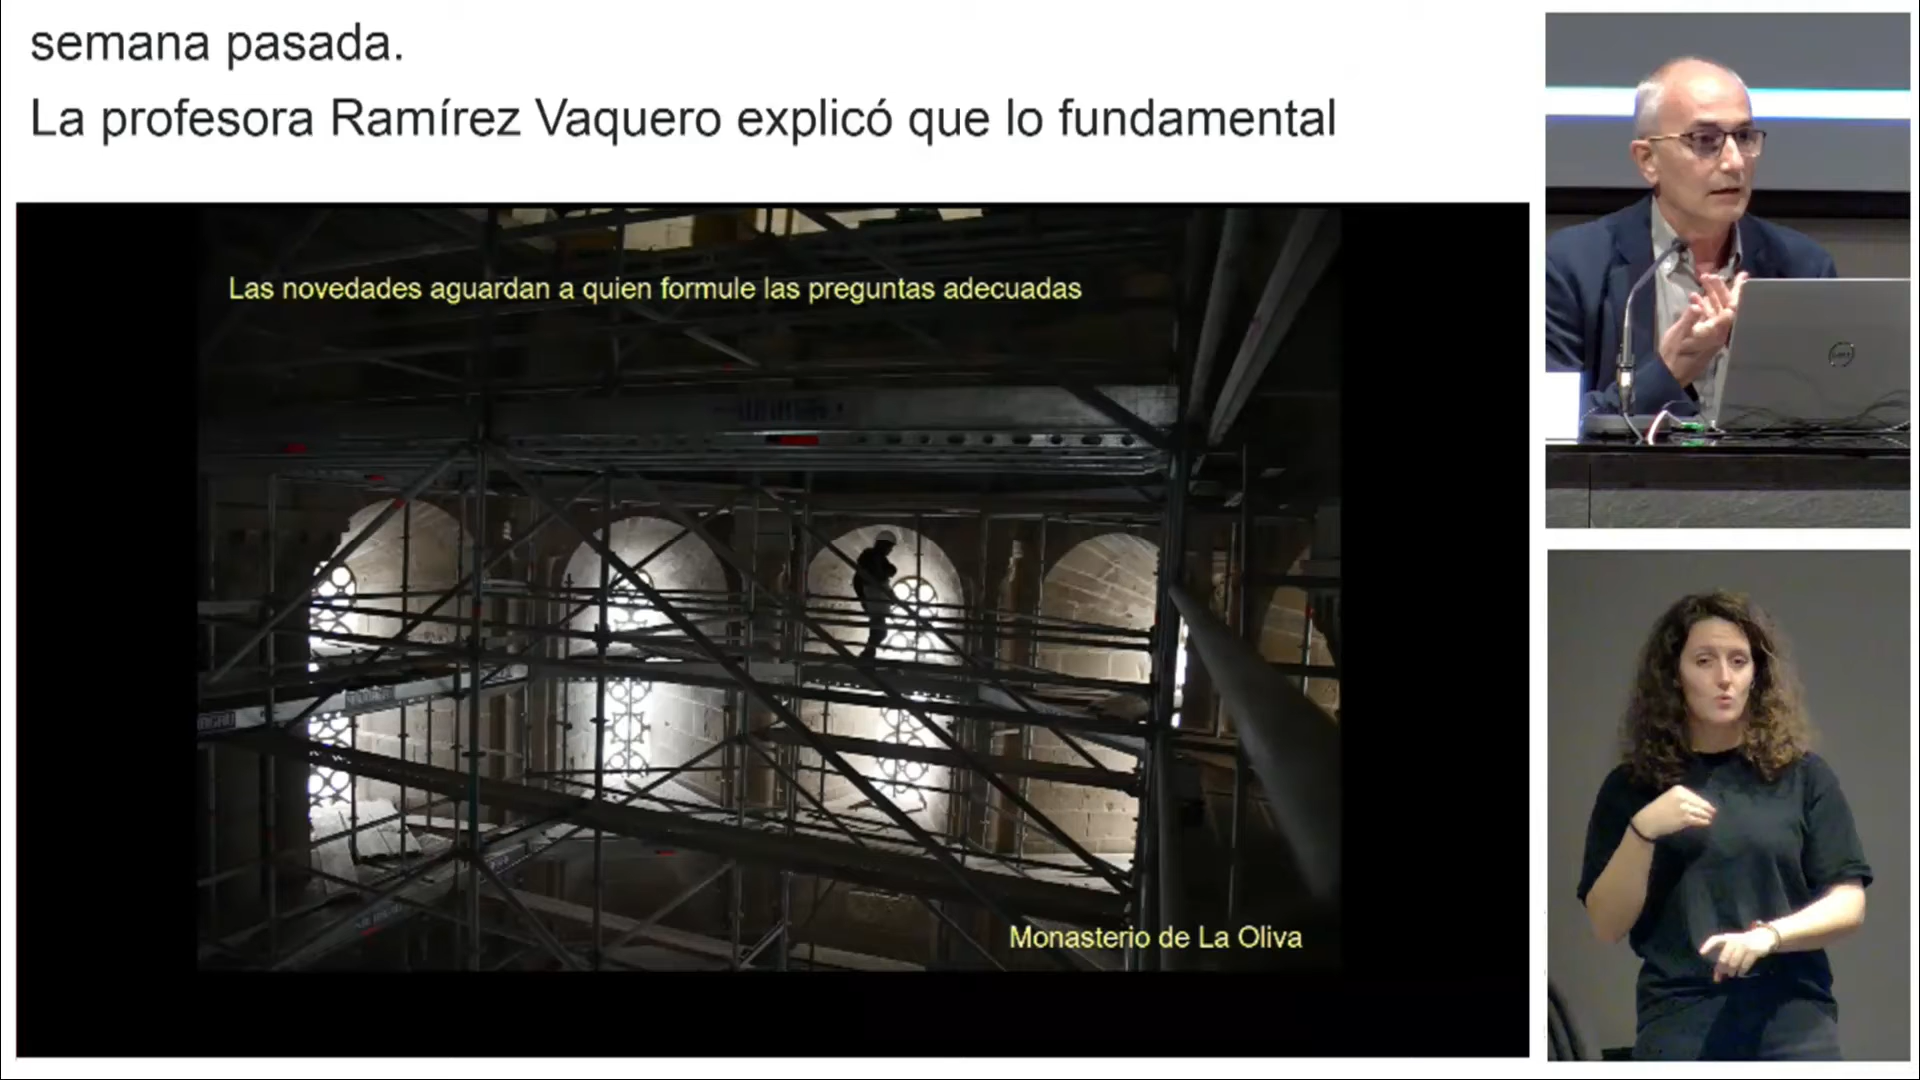 semana pasada.
La profesora Ramírez Vaquero explicó que lo fundamental
Las novedades aguardan a quien formule las preguntas adecuadas
Monasterio de La Oliva
DELL